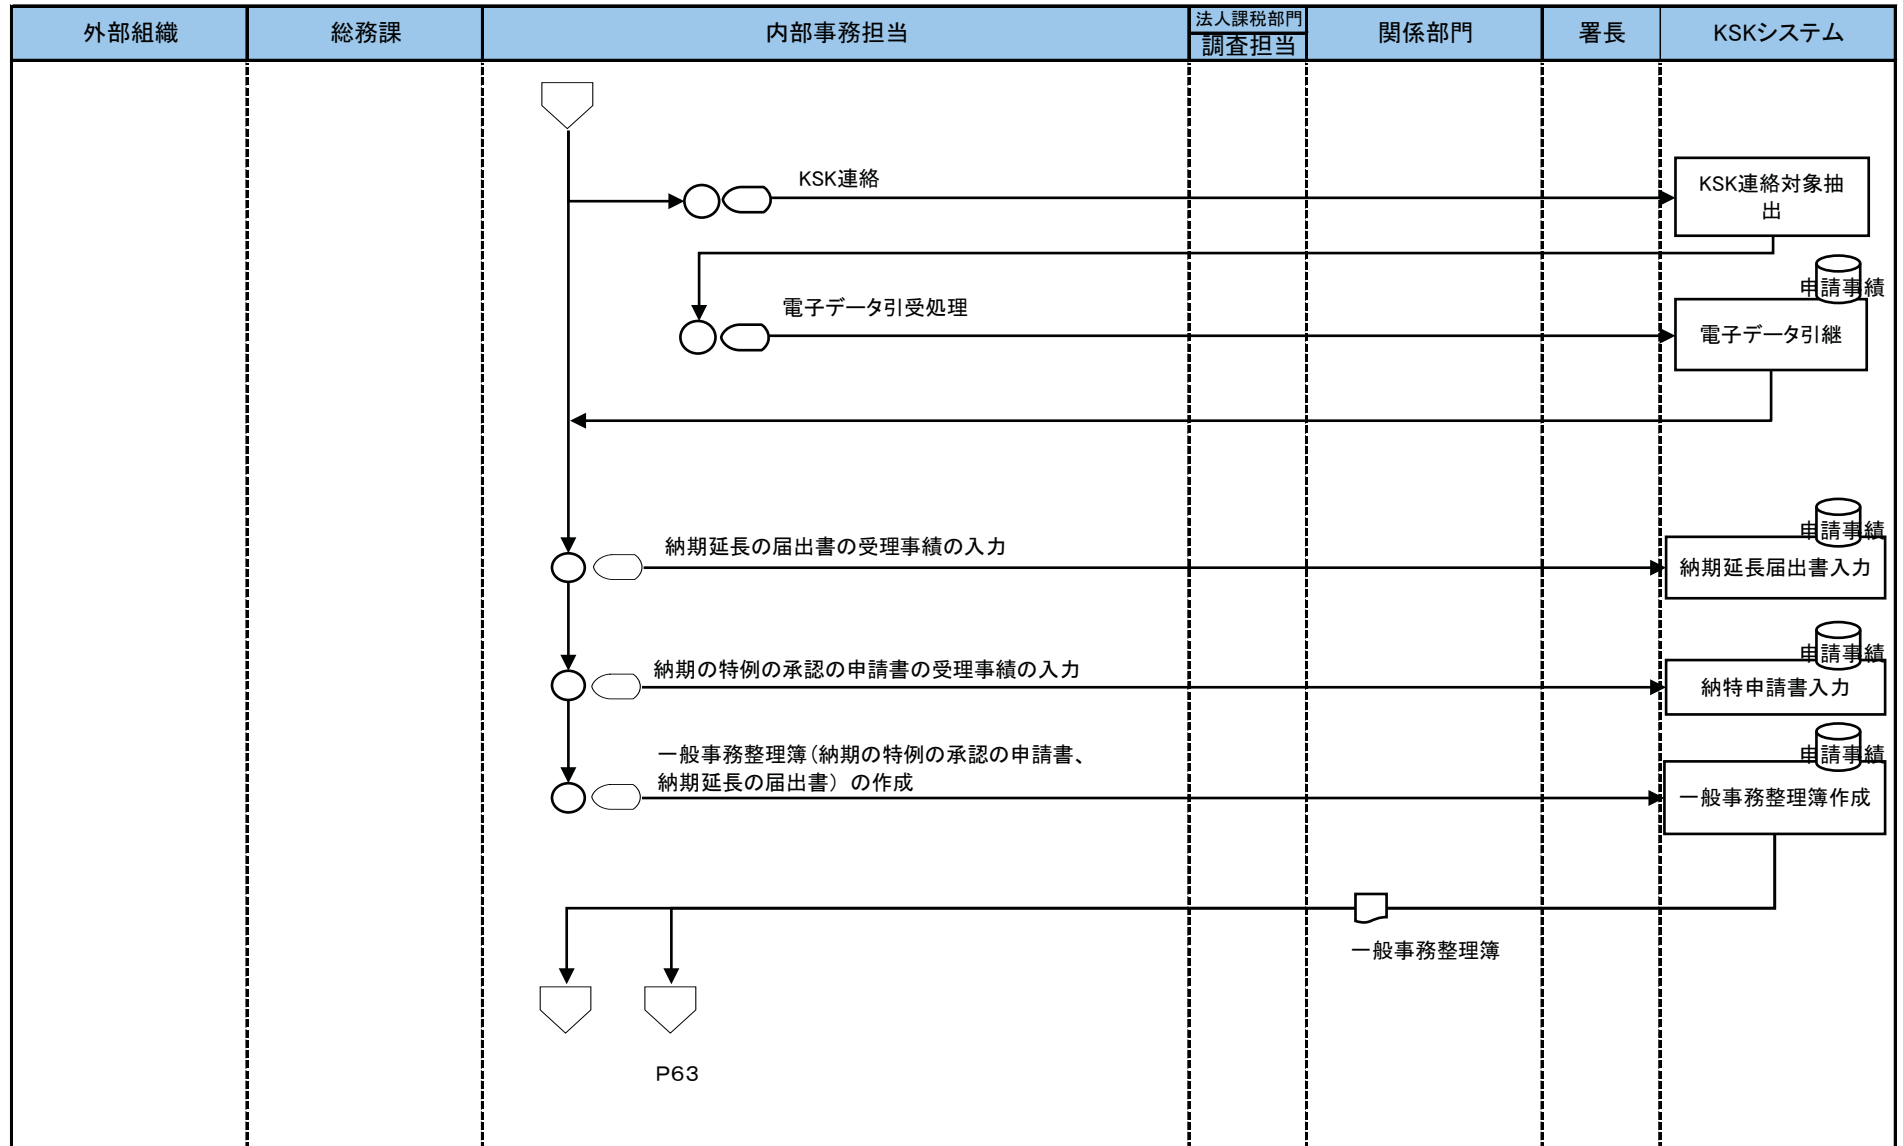 外部組織
総務課
内部事務担当
法人課税部門
調査担当
関係部門
署長
KSKシステム
KSK連絡
KSK連絡対象抽
出
申請事績
電子データ引受処理
電子データ引継
申請事績
納期延長の届出書の受理事績の入力
納期延長届出書入力
申請事績
納期の特例の承認の申請書の受理事績の入力
納特申請書入力
申請事績
一般事務整理簿(納期の特例の承認の申請書、
納期延長の届出書)の作成
一般事務整理簿作成
一般事務整理簿
P63